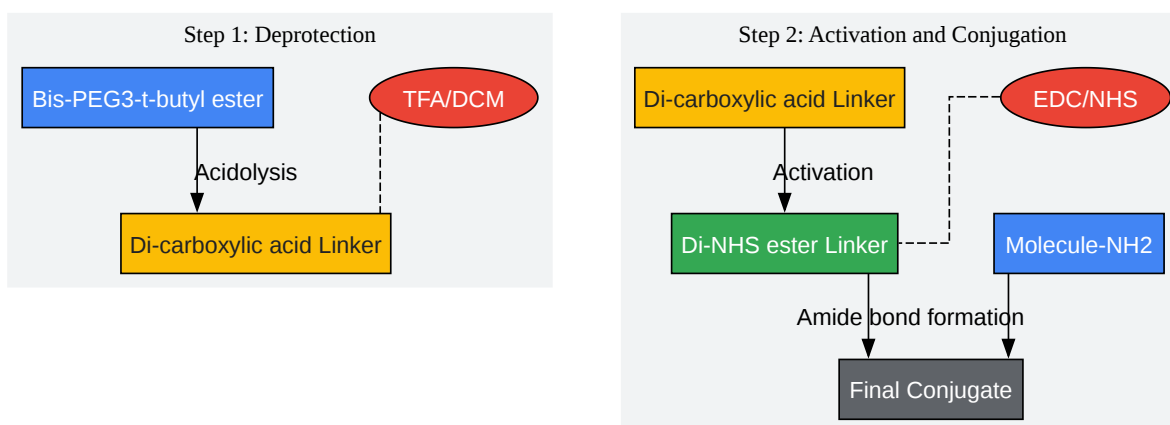 Step 1: Deprotection
Bis-PEG3-t-butyl ester
TFA/DCM
Acidolysis
Di-carboxylic acid Linker
Step 2: Activation and Conjugation
Di-carboxylic acid Linker
EDC/NHS
Activation
Di-NHS ester Linker
Molecule-NH2
Amide bond formation
Final Conjugate